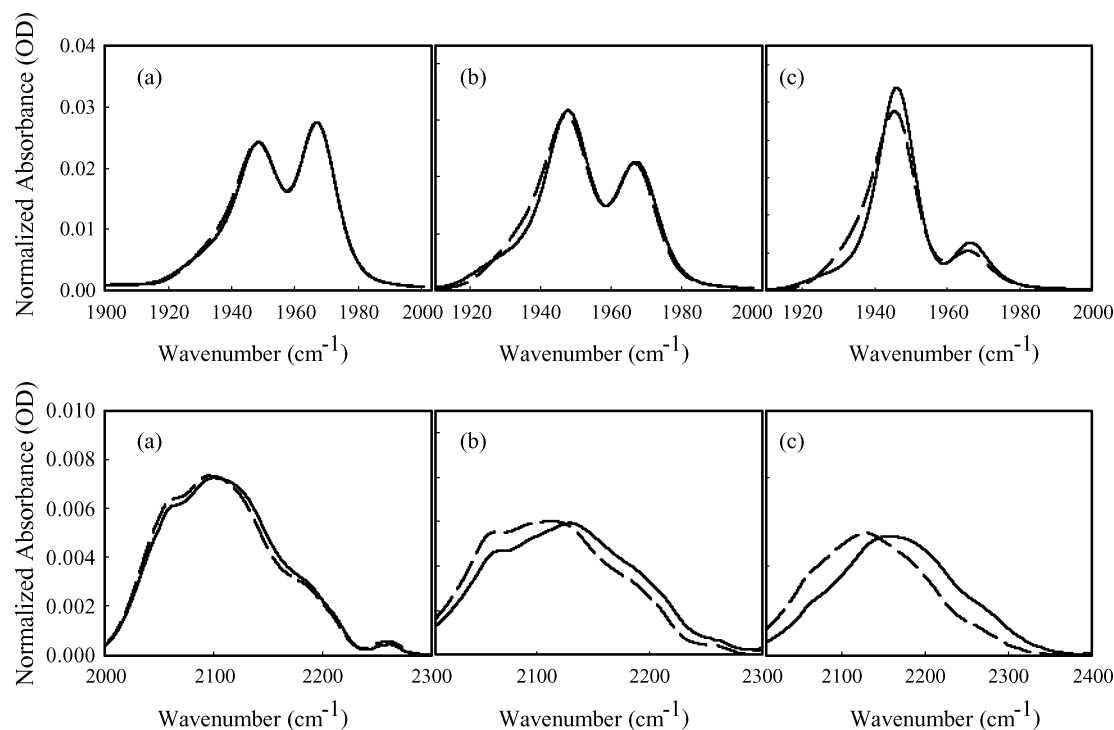 Normalized Absorbance (OD)
0.04
0.03
0.02
0.01
0.00
(a)
(b)
(c)
1900 1920 1940 1960 1980 2000
1920 1940 1960 1980 2000
1920 1940 1960 1980 2000
Wavenumber (cm-1)
Wavenumber (cm-1)
Wavenumber (cm-1)
Normalized Absorbance (OD)
0.010
0.008
0.006
0.004
0.002
0.000
(a)
(b)
(c)
2000 2100 2200 2300
2100 2200 2300
2100 2200 2300 2400
Wavenumber (cm-1)
Wavenumber (cm-1)
Wavenumber (cm-1)